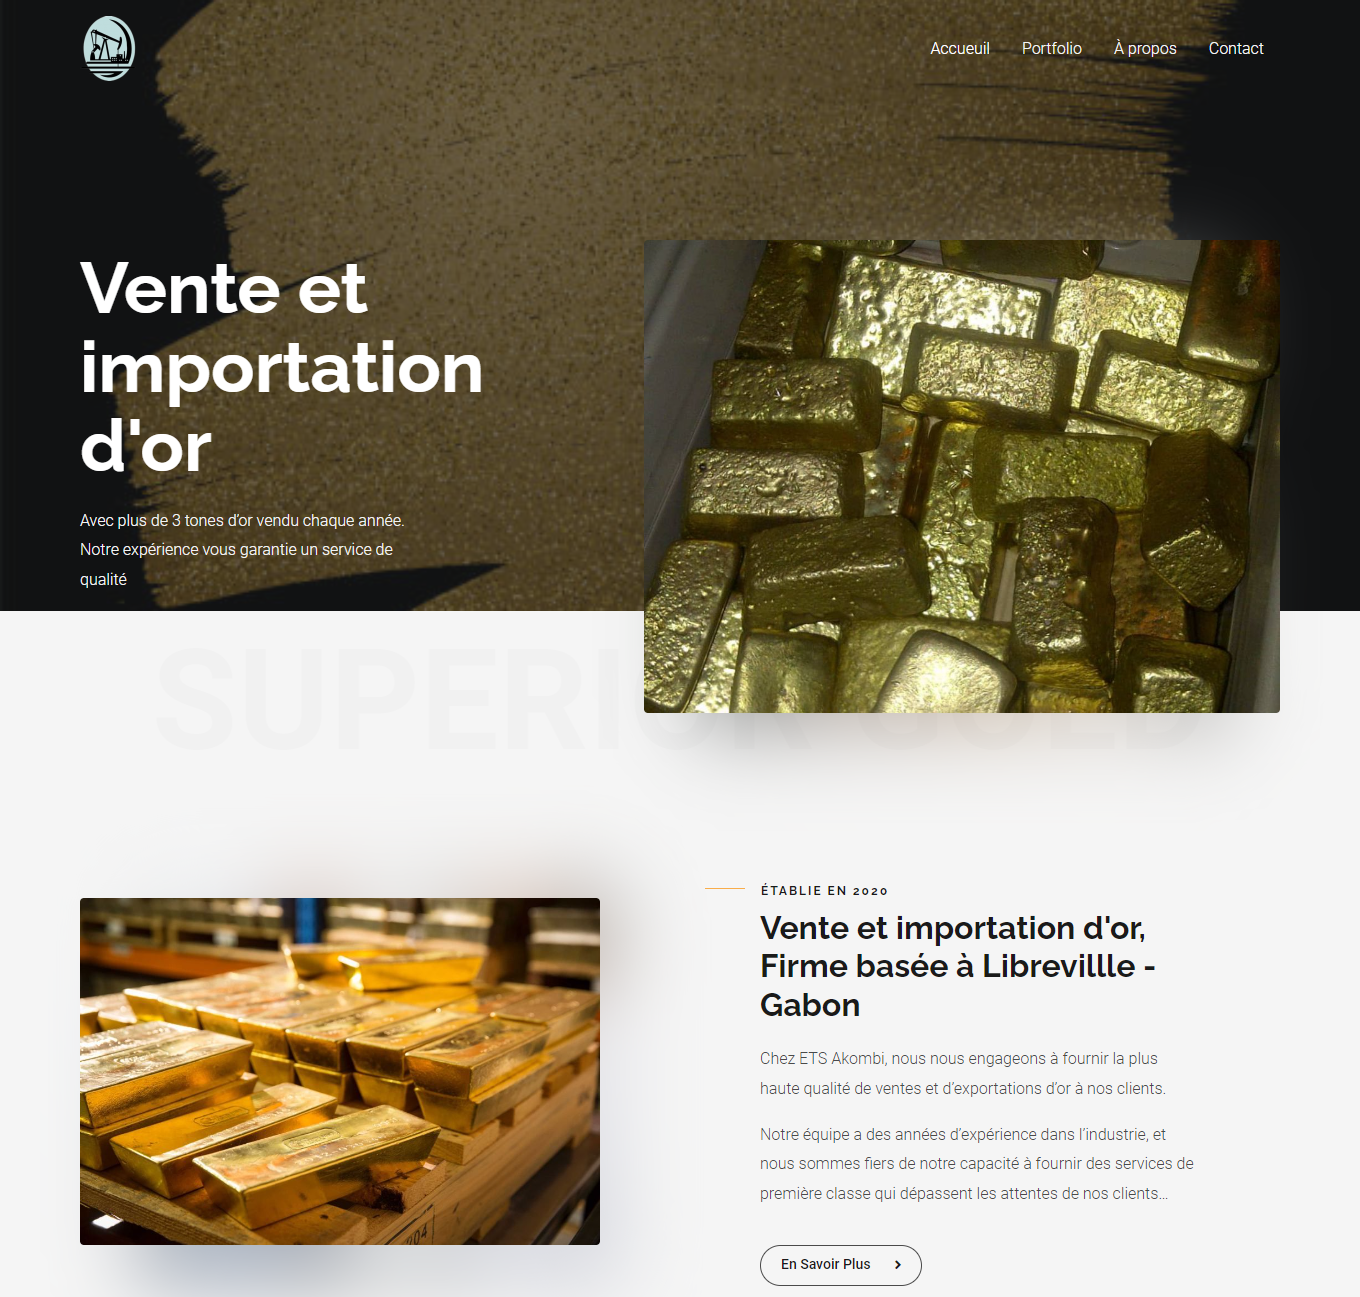 Accueuil Portfolio À propos Contact
Vente et
importation
d'or
Avec plus de 3 tones d'or vendu chaque année.
Notre expérience vous garantie un service de
qualité
SUPERIOR GOLD
ÉTABLIE EN 2020
Vente et importation d'or,
Firme basée à Librevillle -
Gabon
Chez ETS Akombi, nous nous engageons à fournir la plus
haute qualité de ventes et d'exportations d'or à nos clients.
Notre équipe a des années d'expérience dans l'industrie, et
nous sommes fiers de notre capacité à fournir des services de
première classe qui dépassent les attentes de nos clients...
En Savoir Plus